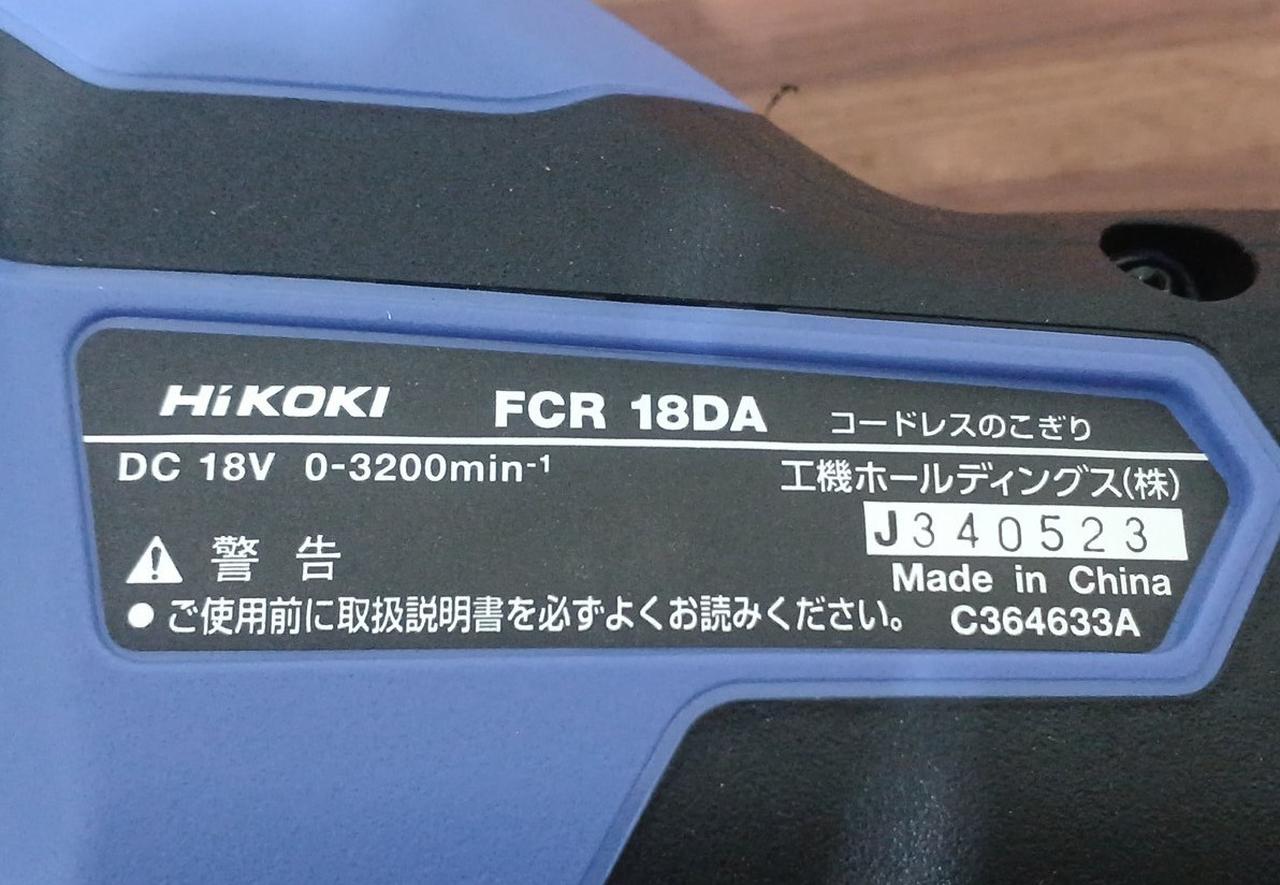 HiKOKI FCR 18DA コードレスのこぎり
DC 18V 0-3200min⁻¹ 工機ホールディングス(株)
J340523
警告 Made in China
●ご使用前に取扱説明書を必ずよくお読みください。 C364633A